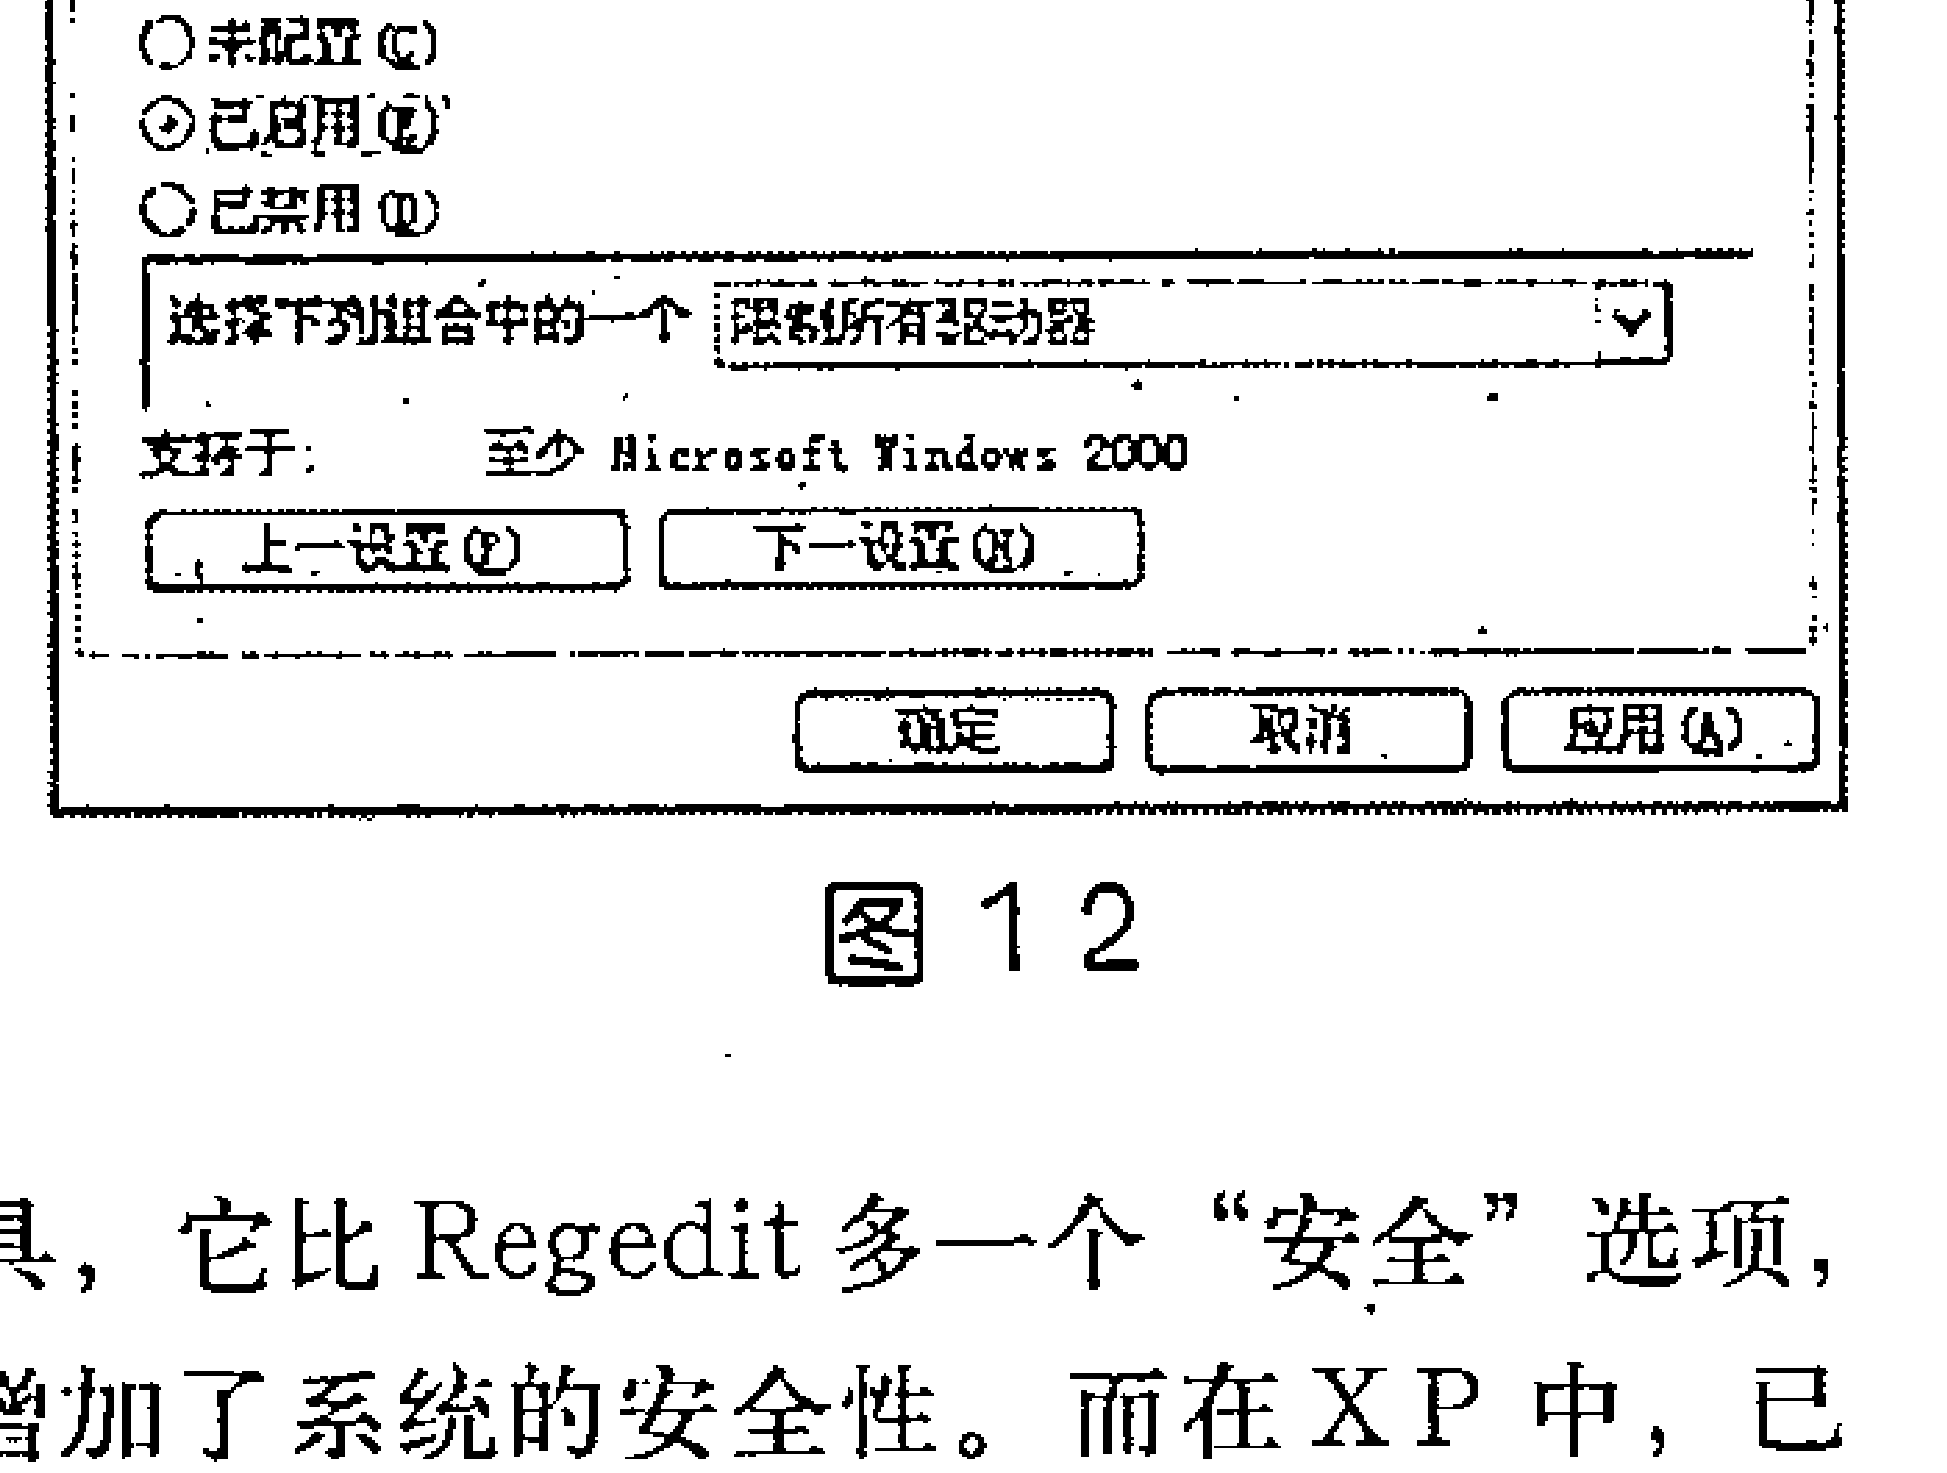 未配置(C)
已启用(E)
已禁用(D)
选择下列组合中的一个 限制所有驱动器
支持于: 至少 Microsoft Windows 2000
上一设置(P) 下一设置(N)
确定 取消 应用(A)
图12
具，它比 Regedit 多一个“安全”选项，
增加了系统的安全性。而在XP中，已